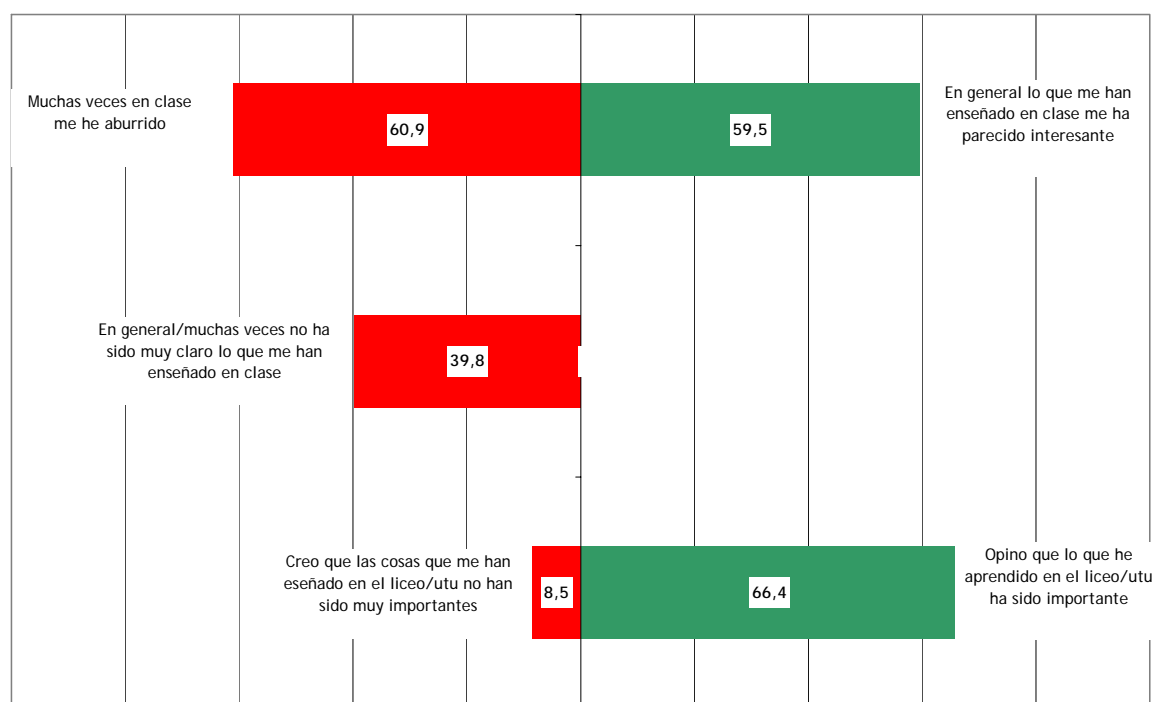 Muchas veces en clase
me he aburrido
60,9
59,5
En general lo que me han
enseñado en clase me ha
parecido interesante
En general/muchas veces no ha
sido muy claro lo que me han
enseñado en clase
39,8
Creo que las cosas que me han
eseñado en el liceo/utu no han
sido muy importantes
8,5
66,4
Opino que lo que he
aprendido en el liceo/utu
ha sido importante